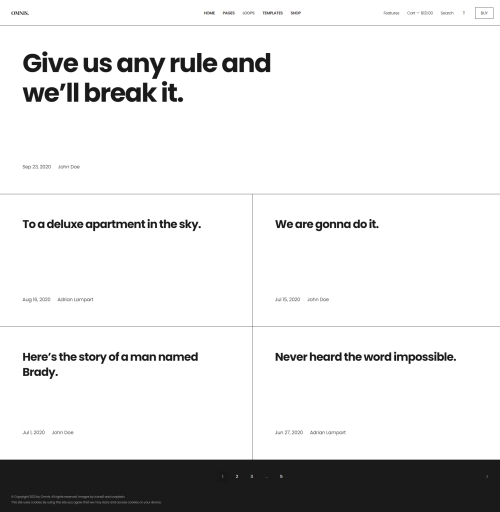 OMNIS.
HOME PAGES LOOPS TEMPLATES SHOP
Features Cart — $0.00 Search BUY
Give us any rule and
we'll break it.
Sep 23, 2020 John Doe
To a deluxe apartment in the sky.
Aug 19, 2020 Adrian Lampart
We are gonna do it.
Jul 15, 2020 John Doe
Here's the story of a man named
Brady.
Jul 1, 2020 John Doe
Never heard the word impossible.
Jun 27, 2020 Adrian Lampart
1 2 3 ... 5